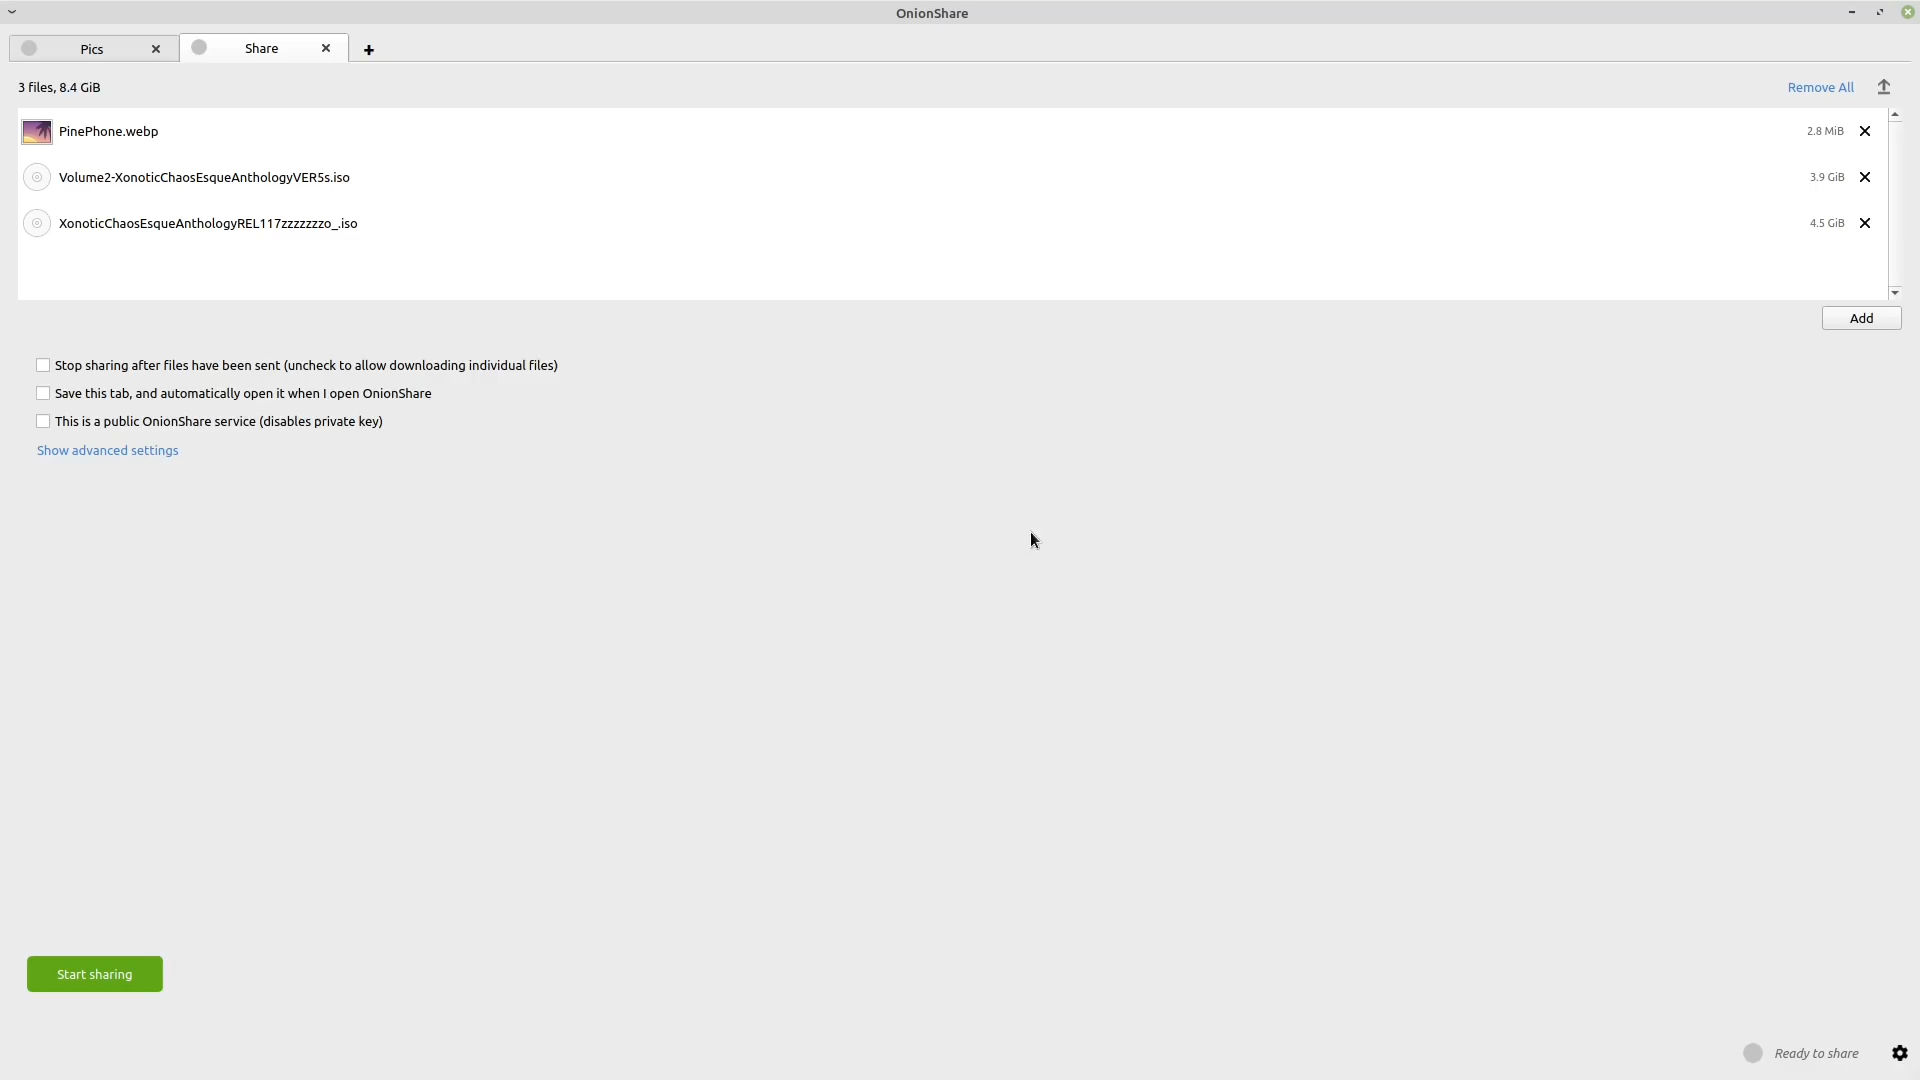 OnionShare
Pics
Share
3 files, 8.4 GiB
Remove All
PinePhone.webp
2.8 MiB
Volume2-XonoticChaosEsqueAnthologyVER5s.iso
3.9 GiB
XonoticChaosEsqueAnthologyREL117zzzzzzzo_.iso
4.5 GiB
Add
Stop sharing after files have been sent (uncheck to allow downloading individual files)
Save this tab, and automatically open it when I open OnionShare
This is a public OnionShare service (disables private key)
Show advanced settings
Start sharing
Ready to share